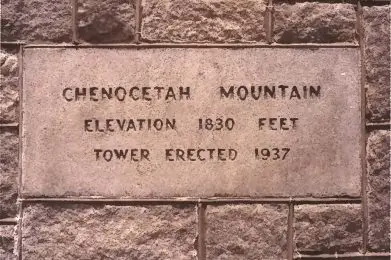 CHENOCETAH MOUNTAIN
ELEVATION 1830 FEET
TOWER ERECTED 1937